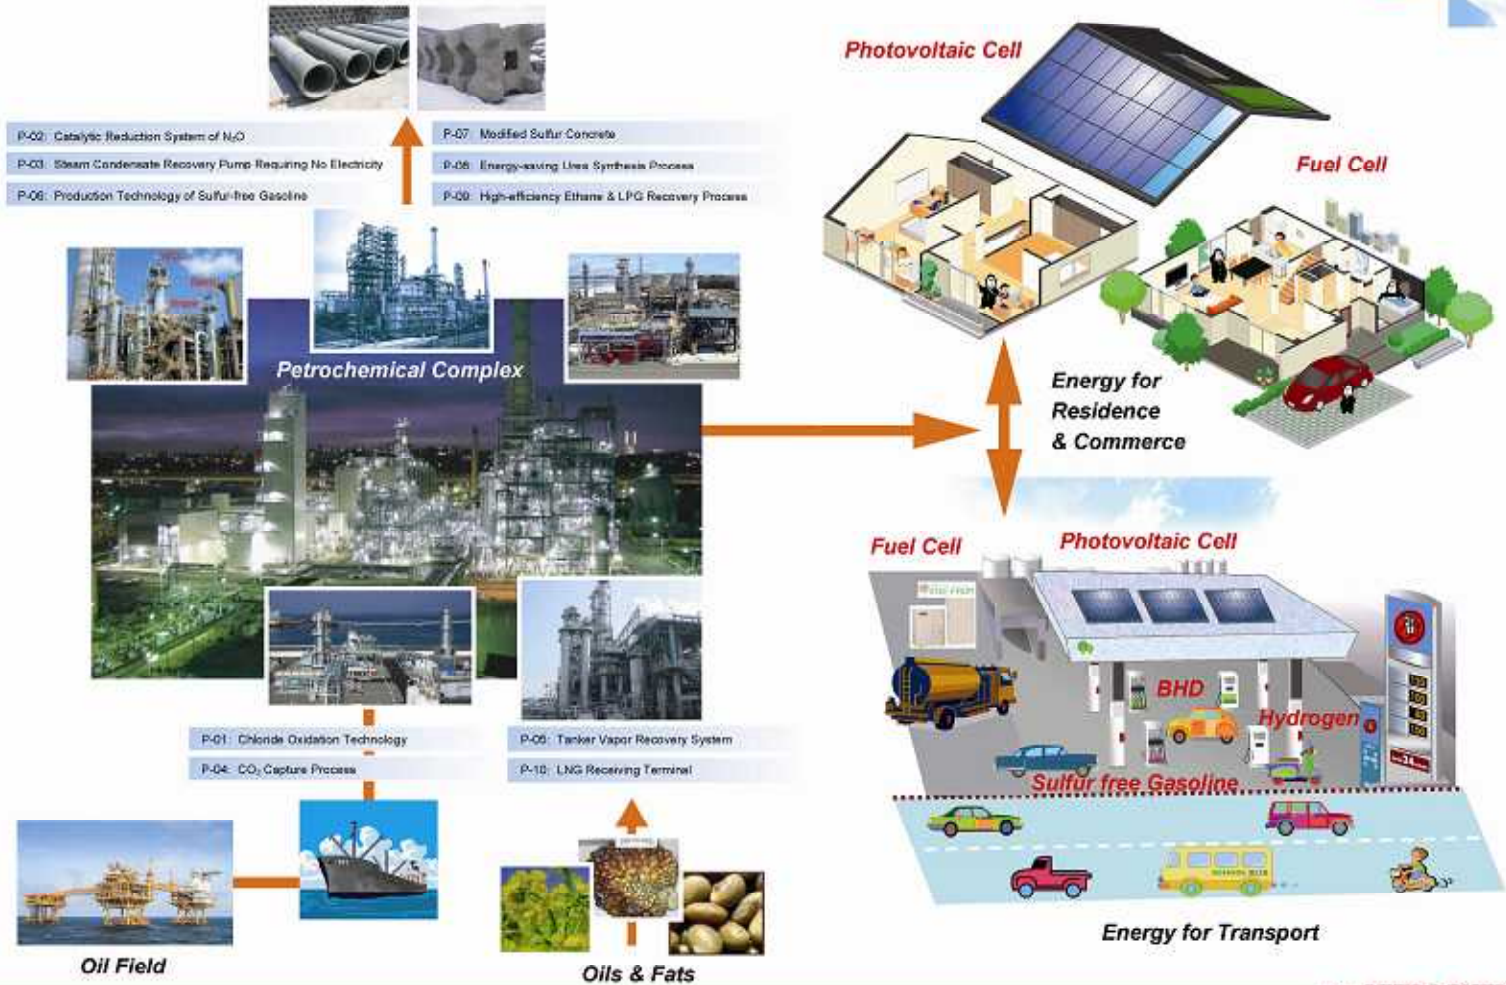 Photovoltaic Cell
Fuel Cell
P-02: Catalytic Reduction System of N₂O
P-03: Steam Condensate Recovery Pump Requiring No Electricity
P-06: Production Technology of Sulfur-free Gasoline
P-07: Modified Sulfur Concrete
P-08: Energy-saving Urea Synthesis Process
P-09: High-efficiency Ethane & LPG Recovery Process
Petrochemical Complex
Energy for
Residence
& Commerce
Fuel Cell
Photovoltaic Cell
BHD
Hydrogen
Sulfur free Gasoline
P-01: Chloride Oxidation Technology
P-04: CO₂ Capture Process
P-05: Tanker Vapor Recovery System
P-10: LNG Receiving Terminal
Oil Field
Oils & Fats
Energy for Transport